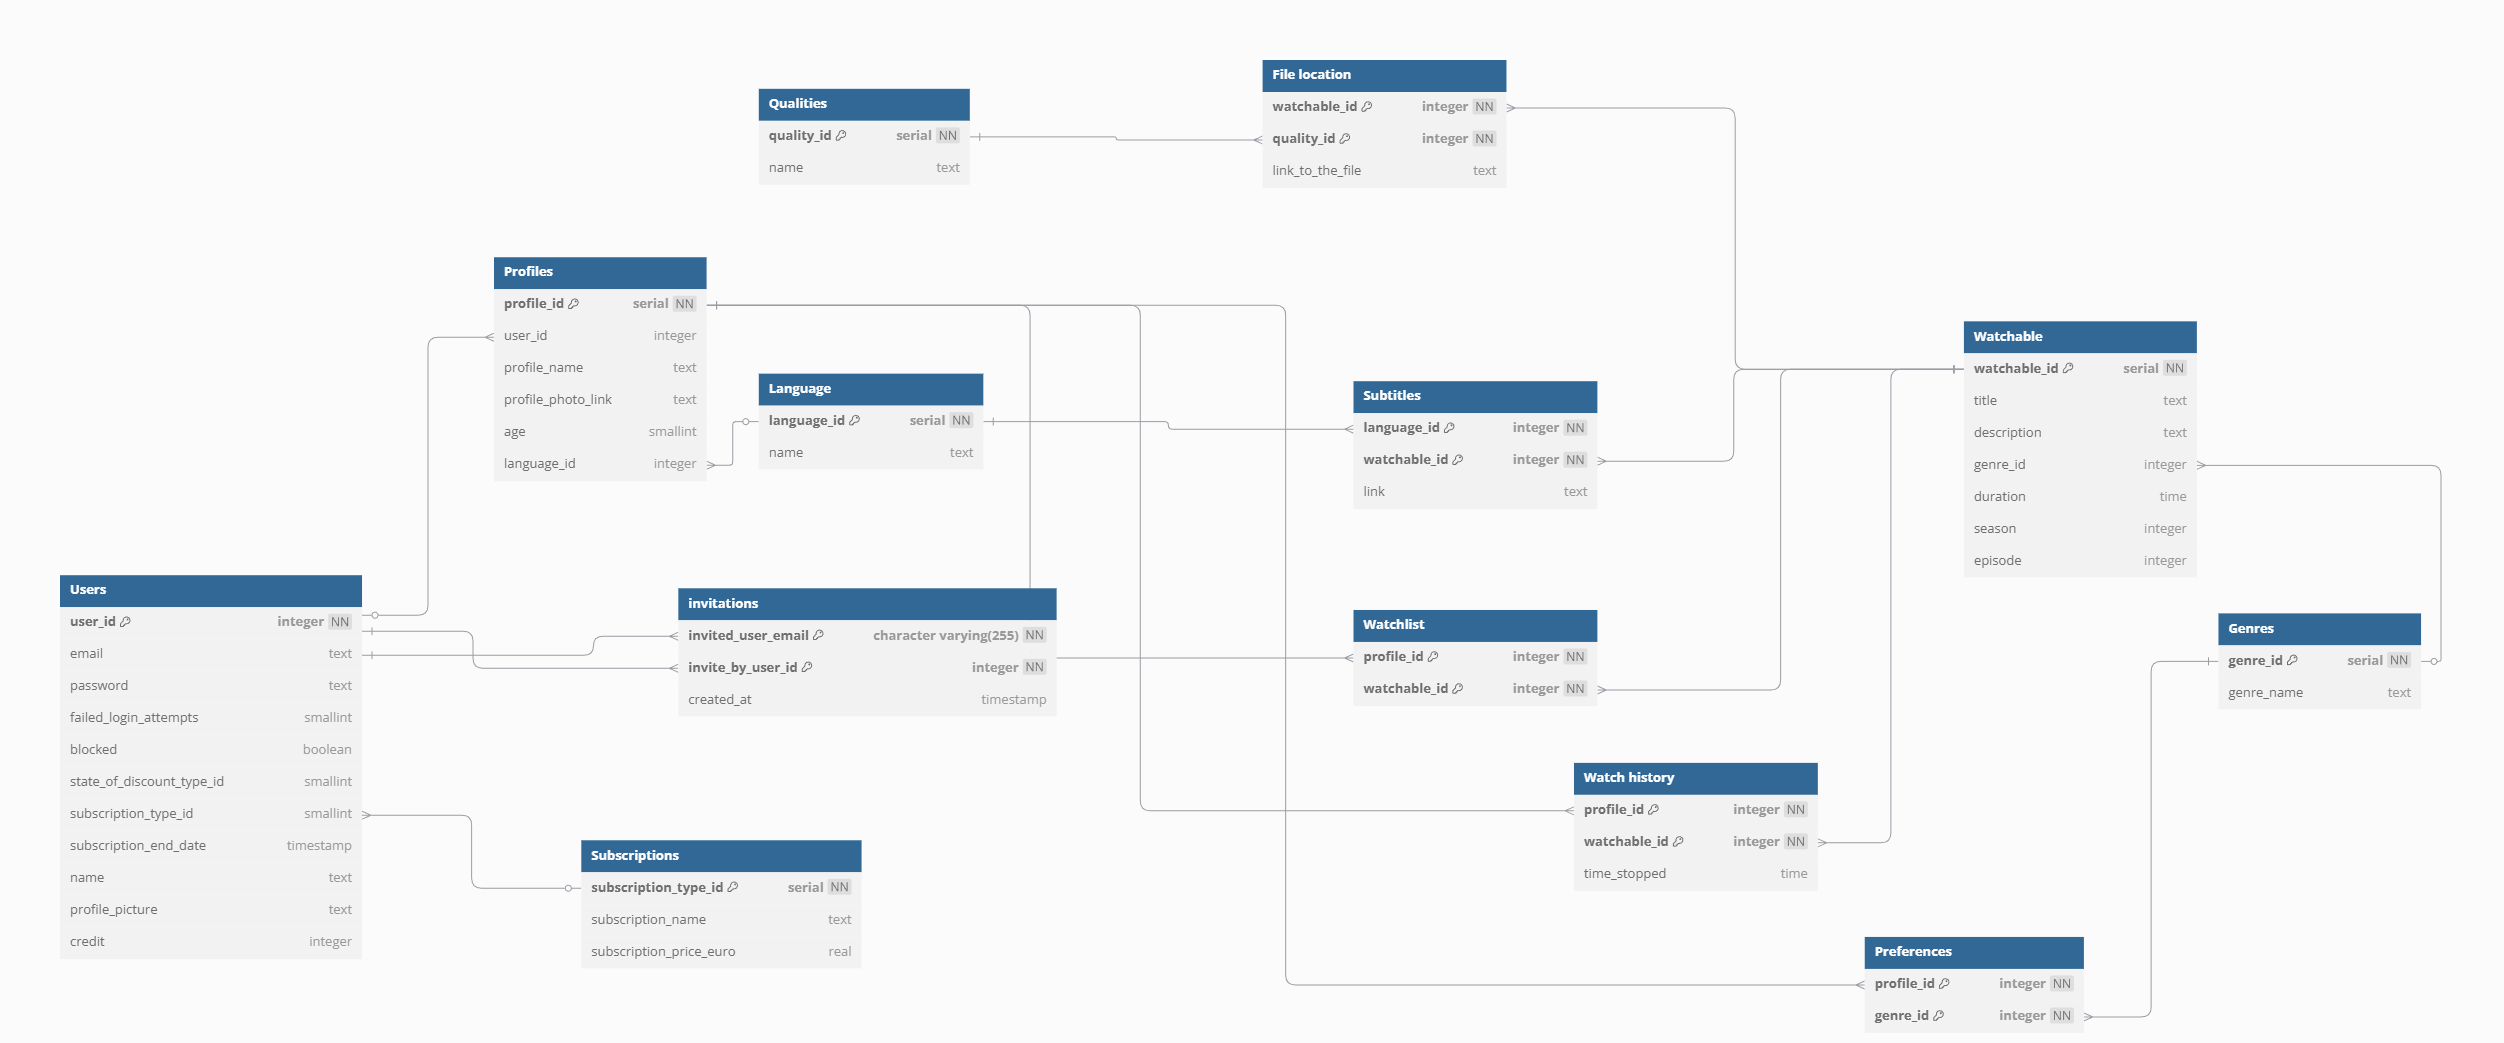 Qualities
quality_id serial NN
name text
File location
watchable_id integer NN
quality_id integer NN
link_to_the_file text
Profiles
profile_id serial NN
user_id integer
profile_name text
profile_photo_link text
age smallint
language_id integer
Language
language_id serial NN
name text
Subtitles
language_id integer NN
watchable_id integer NN
link text
Watchable
watchable_id serial NN
title text
description text
genre_id integer
duration time
season integer
episode integer
Users
user_id integer NN
email text
password text
failed_login_attempts smallint
blocked boolean
state_of_discount_type_id smallint
subscription_type_id smallint
subscription_end_date timestamp
name text
profile_picture text
credit integer
invitations
invited_user_email character varying(255) NN
invite_by_user_id integer NN
created_at timestamp
Watchlist
profile_id integer NN
watchable_id integer NN
Genres
genre_id serial NN
genre_name text
Subscriptions
subscription_type_id serial NN
subscription_name text
subscription_price_euro real
Watch history
profile_id integer NN
watchable_id integer NN
time_stopped time
Preferences
profile_id integer NN
genre_id integer NN